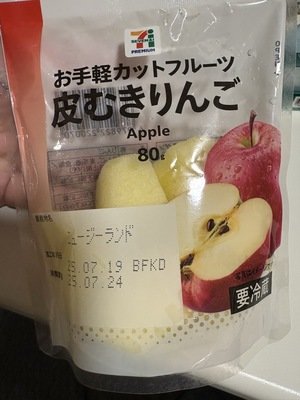 SEVEN&i
PREMIUM
お手軽カットフルーツ
皮むきりんご
Apple
80g
ニュージーランド
25.07.19 BFKD
25.07.24
要冷蔵